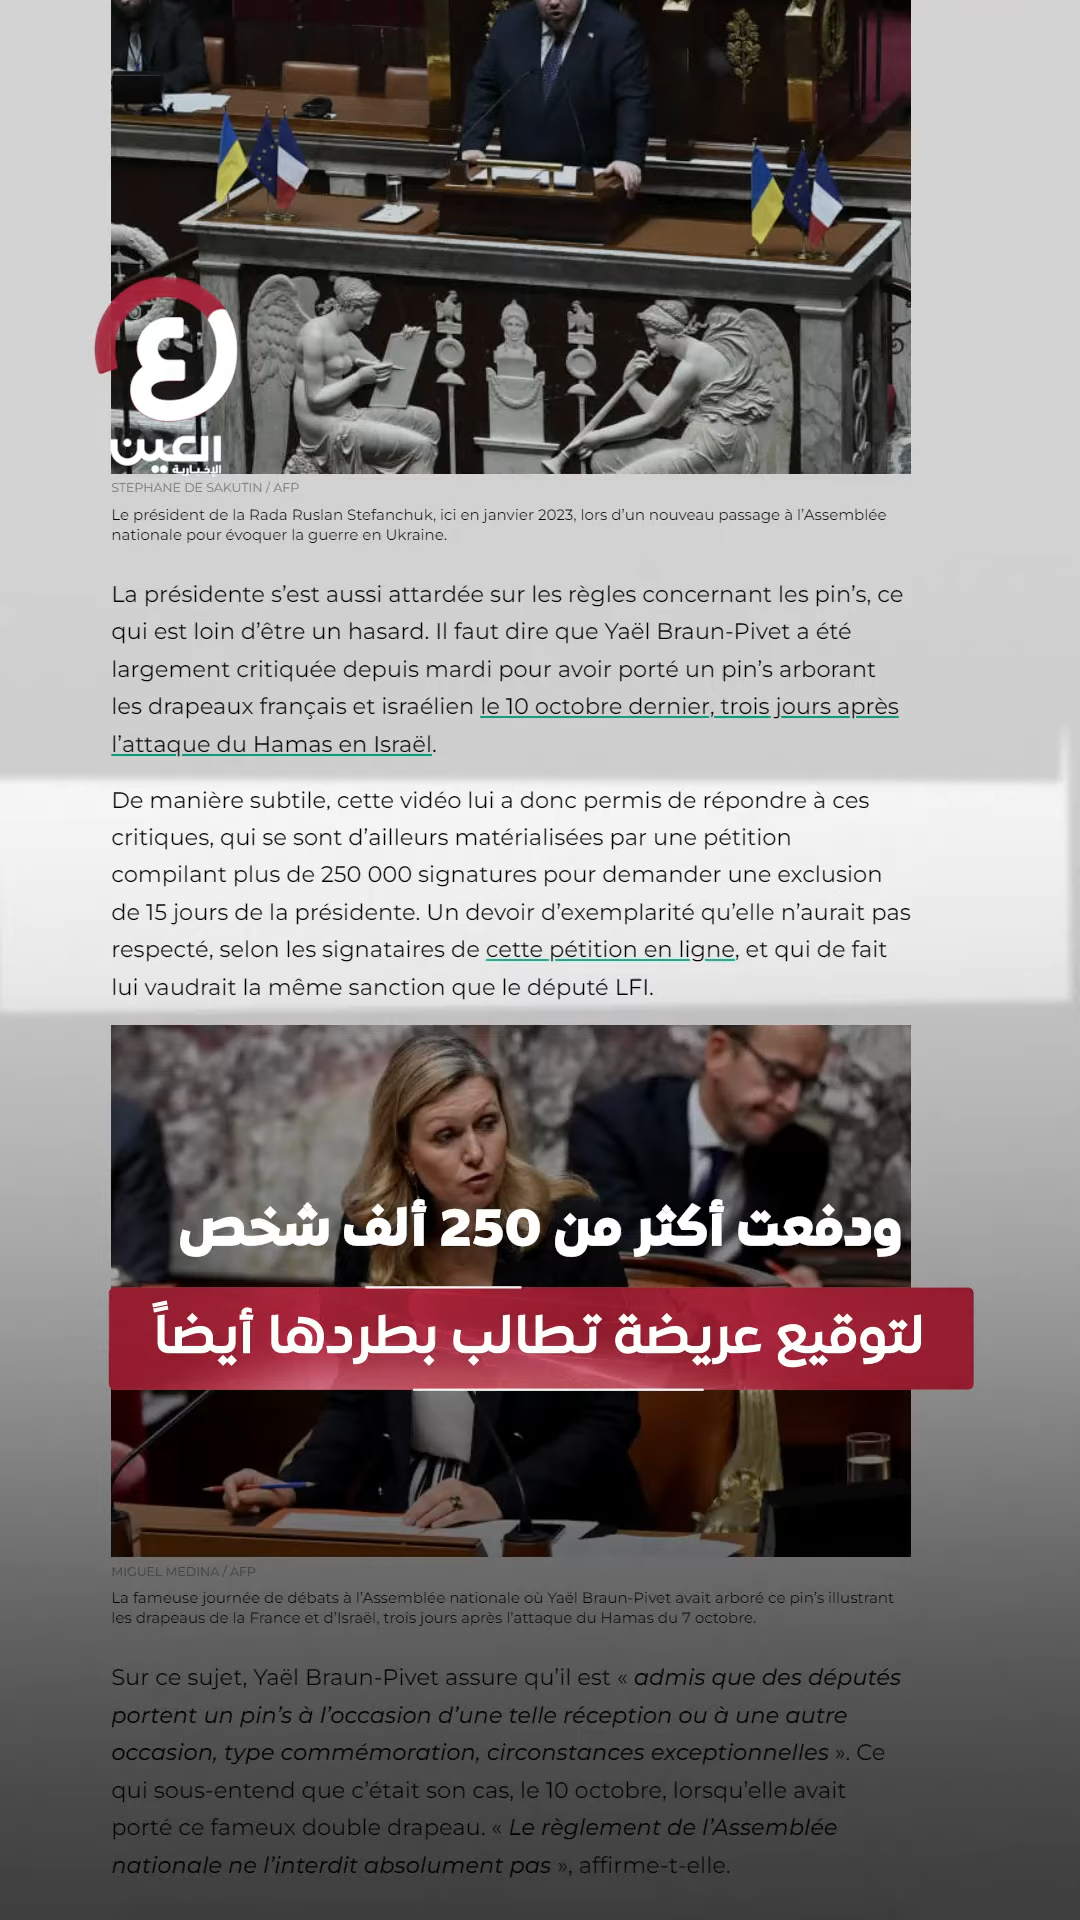 ع
العين
الإخبارية
STEPHANE DE SAKUTIN / AFP
Le président de la Rada Ruslan Stefanchuk, ici en janvier 2023, lors d’un nouveau passage à l’Assemblée
nationale pour évoquer la guerre en Ukraine.
La présidente s’est aussi attardée sur les règles concernant les pin’s, ce
qui est loin d’être un hasard. Il faut dire que Yaël Braun-Pivet a été
largement critiquée depuis mardi pour avoir porté un pin’s arborant
les drapeaux français et israélien le 10 octobre dernier, trois jours après
l’attaque du Hamas en Israël.
De manière subtile, cette vidéo lui a donc permis de répondre à ces
critiques, qui se sont d’ailleurs matérialisées par une pétition
compilant plus de 250 000 signatures pour demander une exclusion
de 15 jours de la présidente. Un devoir d’exemplarité qu’elle n’aurait pas
respecté, selon les signataires de cette pétition en ligne, et qui de fait
lui vaudrait la même sanction que le député LFI.
ودفعت أكثر من 250 ألف شخص
لتوقيع عريضة تطالب بطردها أيضاً
MIGUEL MEDINA / AFP
La fameuse journée de débats à l’Assemblée nationale où Yaël Braun-Pivet avait arboré ce pin’s illustrant
les drapeaus de la France et d’Israël, trois jours après l’attaque du Hamas du 7 octobre.
Sur ce sujet, Yaël Braun-Pivet assure qu’il est « admis que des députés
portent un pin’s à l’occasion d’une telle réception ou à une autre
occasion, type commémoration, circonstances exceptionnelles ». Ce
qui sous-entend que c’était son cas, le 10 octobre, lorsqu’elle avait
porté ce fameux double drapeau. « Le règlement de l’Assemblée
nationale ne l’interdit absolument pas », affirme-t-elle.